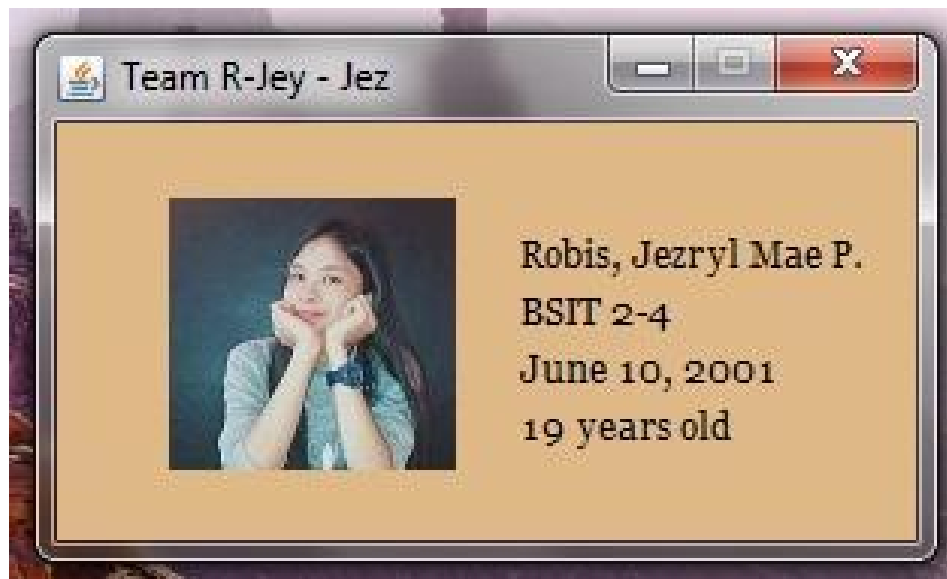 Team R-Jey - Jez
Robis, Jezryl Mae P.
BSIT 2-4
June 10, 2001
19 years old